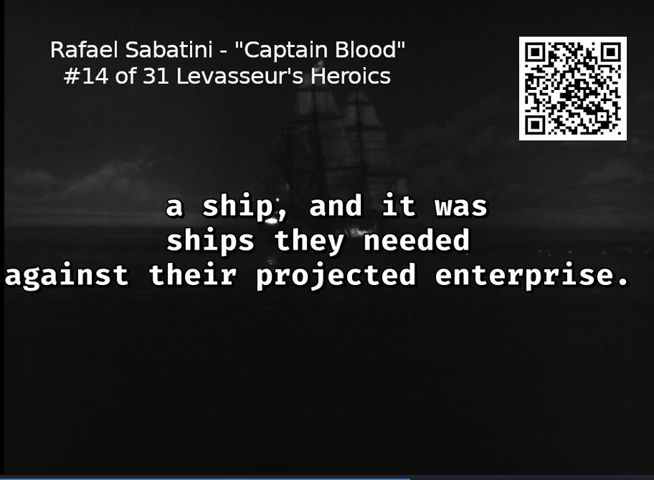 Rafael Sabatini - "Captain Blood"
#14 of 31 Levasseur's Heroics
a ship, and it was
ships they needed
against their projected enterprise.